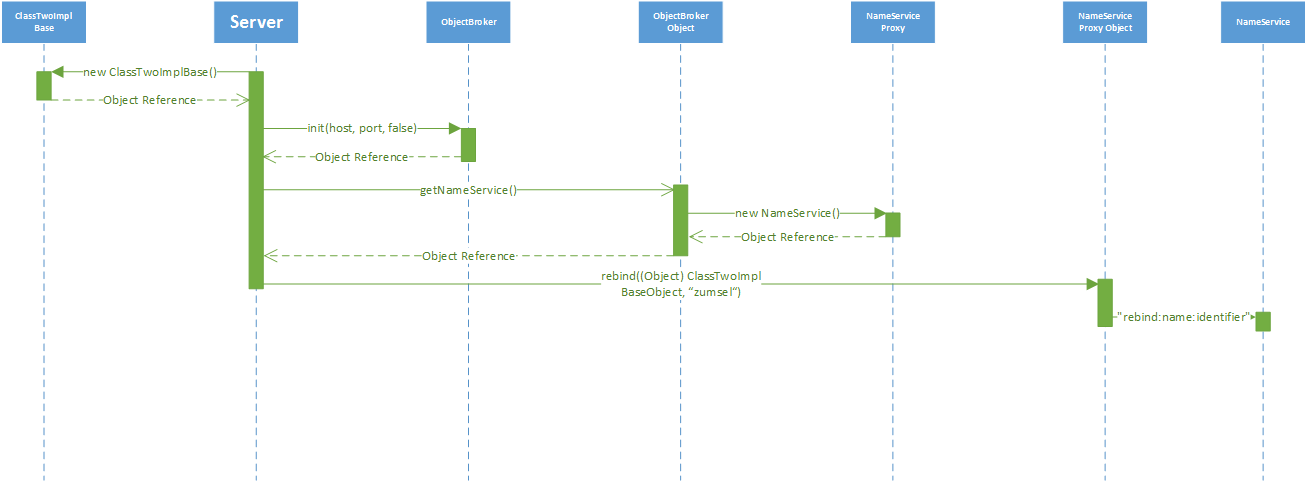 ClassTwoImpl
Base
Server
ObjectBroker
ObjectBroker
Object
NameService
Proxy
NameService
Proxy Object
NameService
new ClassTwoImplBase()
Object Reference
init(host, port, false)
Object Reference
getNameService()
new NameService()
Object Reference
Object Reference
rebind((Object) ClassTwoImpl
BaseObject, “zumsel”)
"rebind:name:identifier"